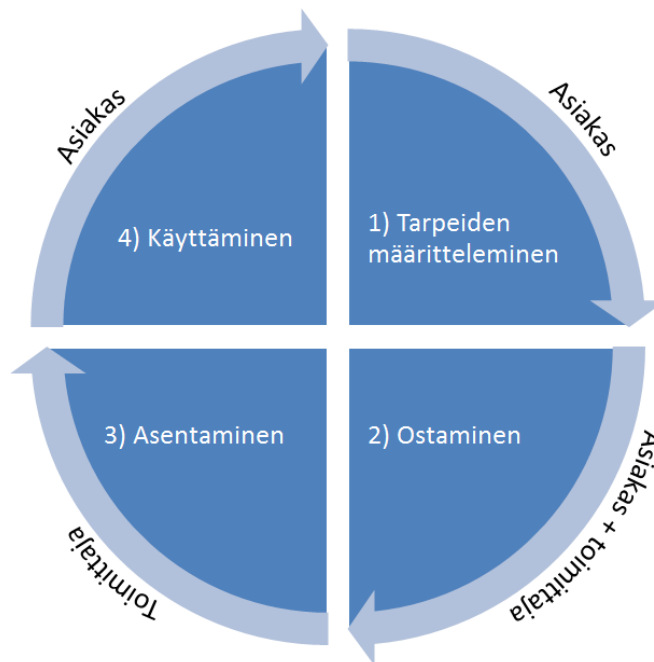 Asiakas
Asiakas
4) Käyttäminen
1) Tarpeiden
määritteleminen
3) Asentaminen
2) Ostaminen
Toimittaja
Asiakas + toimittaja